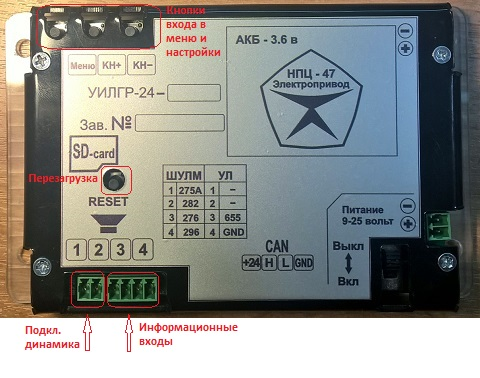 Кнопки
входа в
меню и
настройки
АКБ - 3.6 в
НПЦ - 47
Электропривод
Меню КН+ КН-
УИЛГР-24-
Зав. №
SD-card
Перезагрузка
RESET
ШУЛМ УЛ
1 275А 1 -
2 282 2 -
3 276 3 655
4 296 4 GND
Питание
9-25 вольт
1 2 3 4
CAN
+24 H L GND
Выкл
Вкл
Подкл.
динамика
Информационные
входы